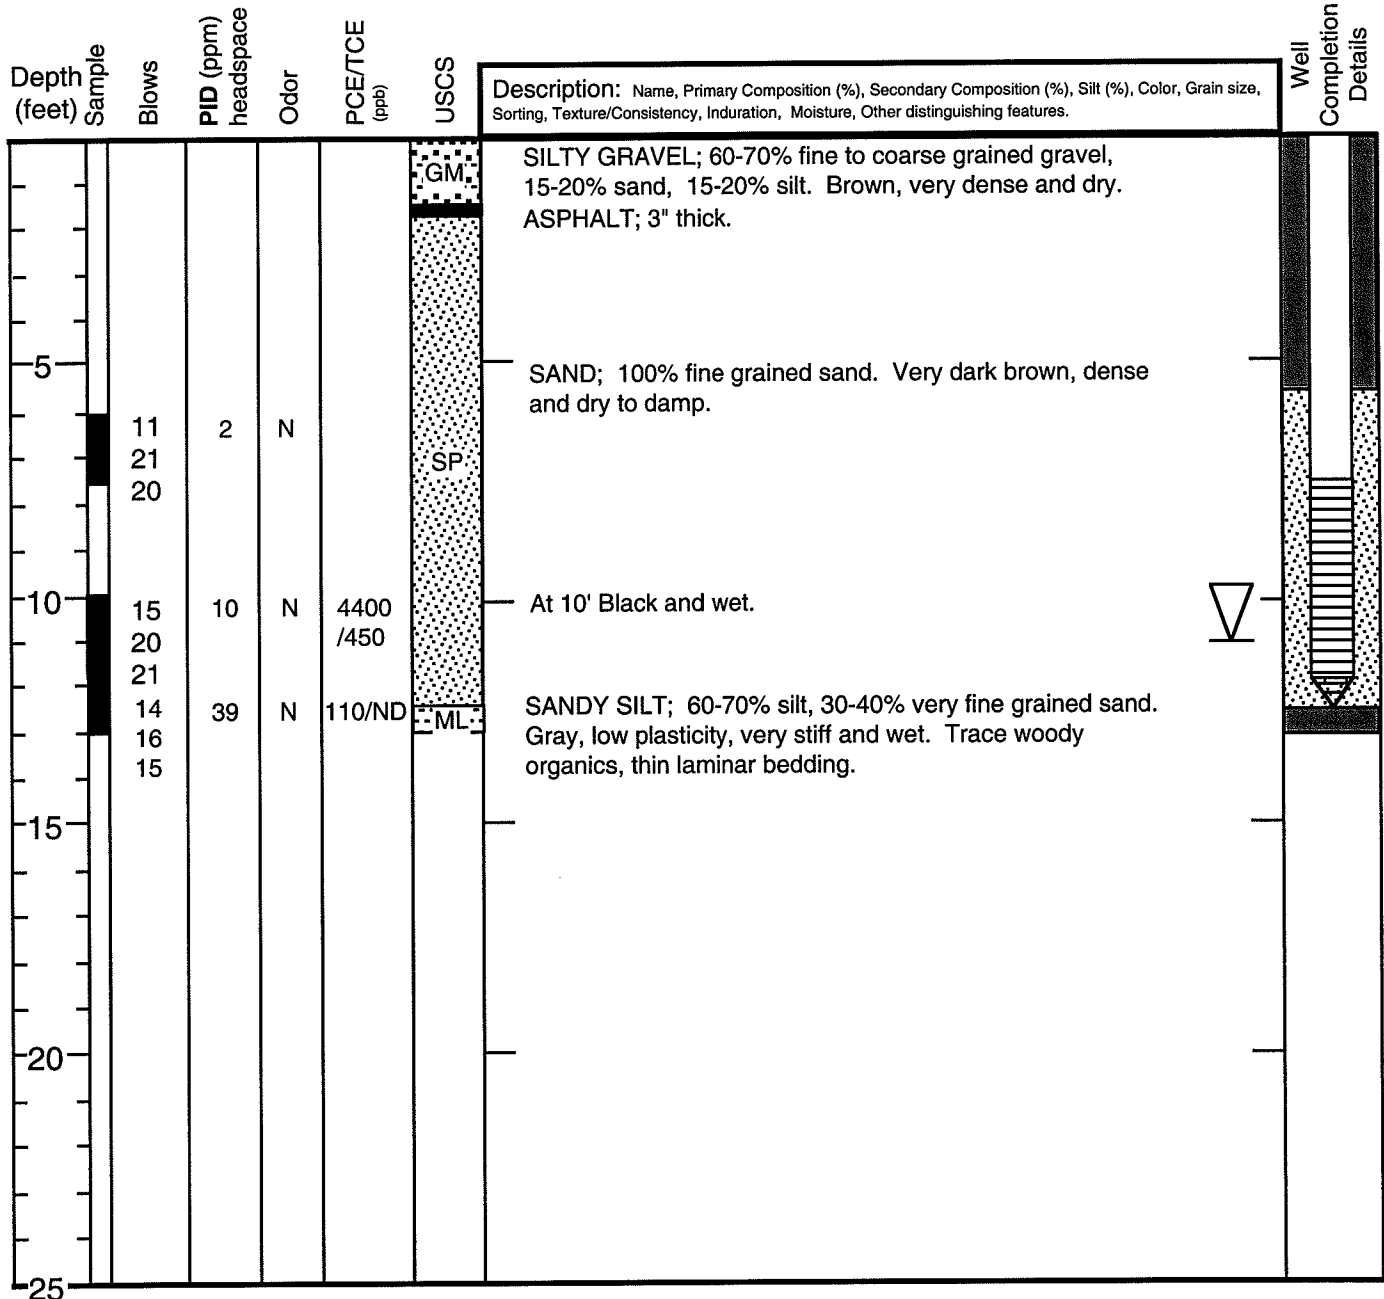 Depth
(feet)
Sample
Blows
PID (ppm)
headspace
Odor
PCE/TCE
(ppb)
USCS
Description: Name, Primary Composition (%), Secondary Composition (%), Silt (%), Color, Grain size,
Sorting, Texture/Consistency, Induration, Moisture, Other distinguishing features.
Well
Completion
Details
GM
SILTY GRAVEL; 60-70% fine to coarse grained gravel,
15-20% sand, 15-20% silt. Brown, very dense and dry.
ASPHALT; 3" thick.
5
SAND; 100% fine grained sand. Very dark brown, dense
and dry to damp.
11 2 N
21
SP
20
10
15 10 N 4400
At 10' Black and wet.
20 /450
21
14 39 N 110/ND ML
SANDY SILT; 60-70% silt, 30-40% very fine grained sand.
16
Gray, low plasticity, very stiff and wet. Trace woody
15
organics, thin laminar bedding.
15
20
25